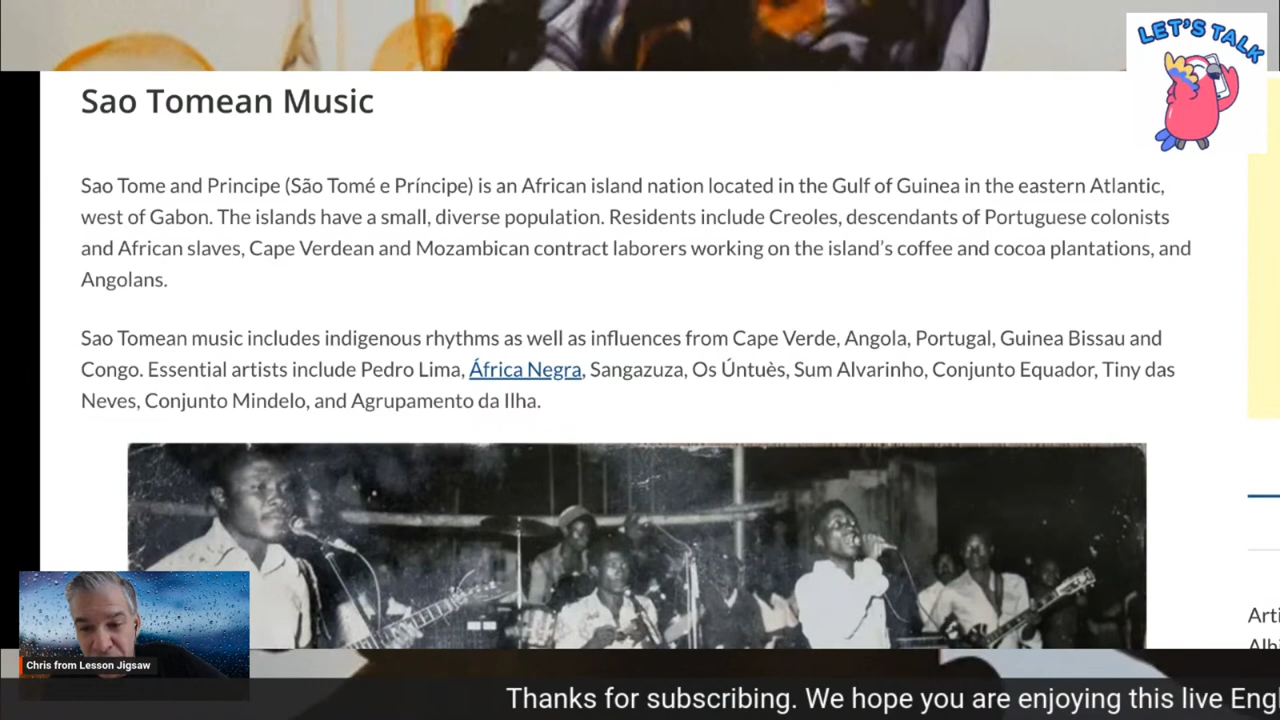 LET'S TALK
Sao Tomean Music
Sao Tome and Principe (São Tomé e Príncipe) is an African island nation located in the Gulf of Guinea in the eastern Atlantic,
west of Gabon. The islands have a small, diverse population. Residents include Creoles, descendants of Portuguese colonists
and African slaves, Cape Verdean and Mozambican contract laborers working on the island’s coffee and cocoa plantations, and
Angolans.
Sao Tomean music includes indigenous rhythms as well as influences from Cape Verde, Angola, Portugal, Guinea Bissau and
Congo. Essential artists include Pedro Lima, África Negra, Sangazuza, Os Úntuès, Sum Alvarinho, Conjunto Equador, Tiny das
Neves, Conjunto Mindelo, and Agrupamento da Ilha.
Arti
Chris from Lesson Jigsaw
Thanks for subscribing. We hope you are enjoying this live Engl